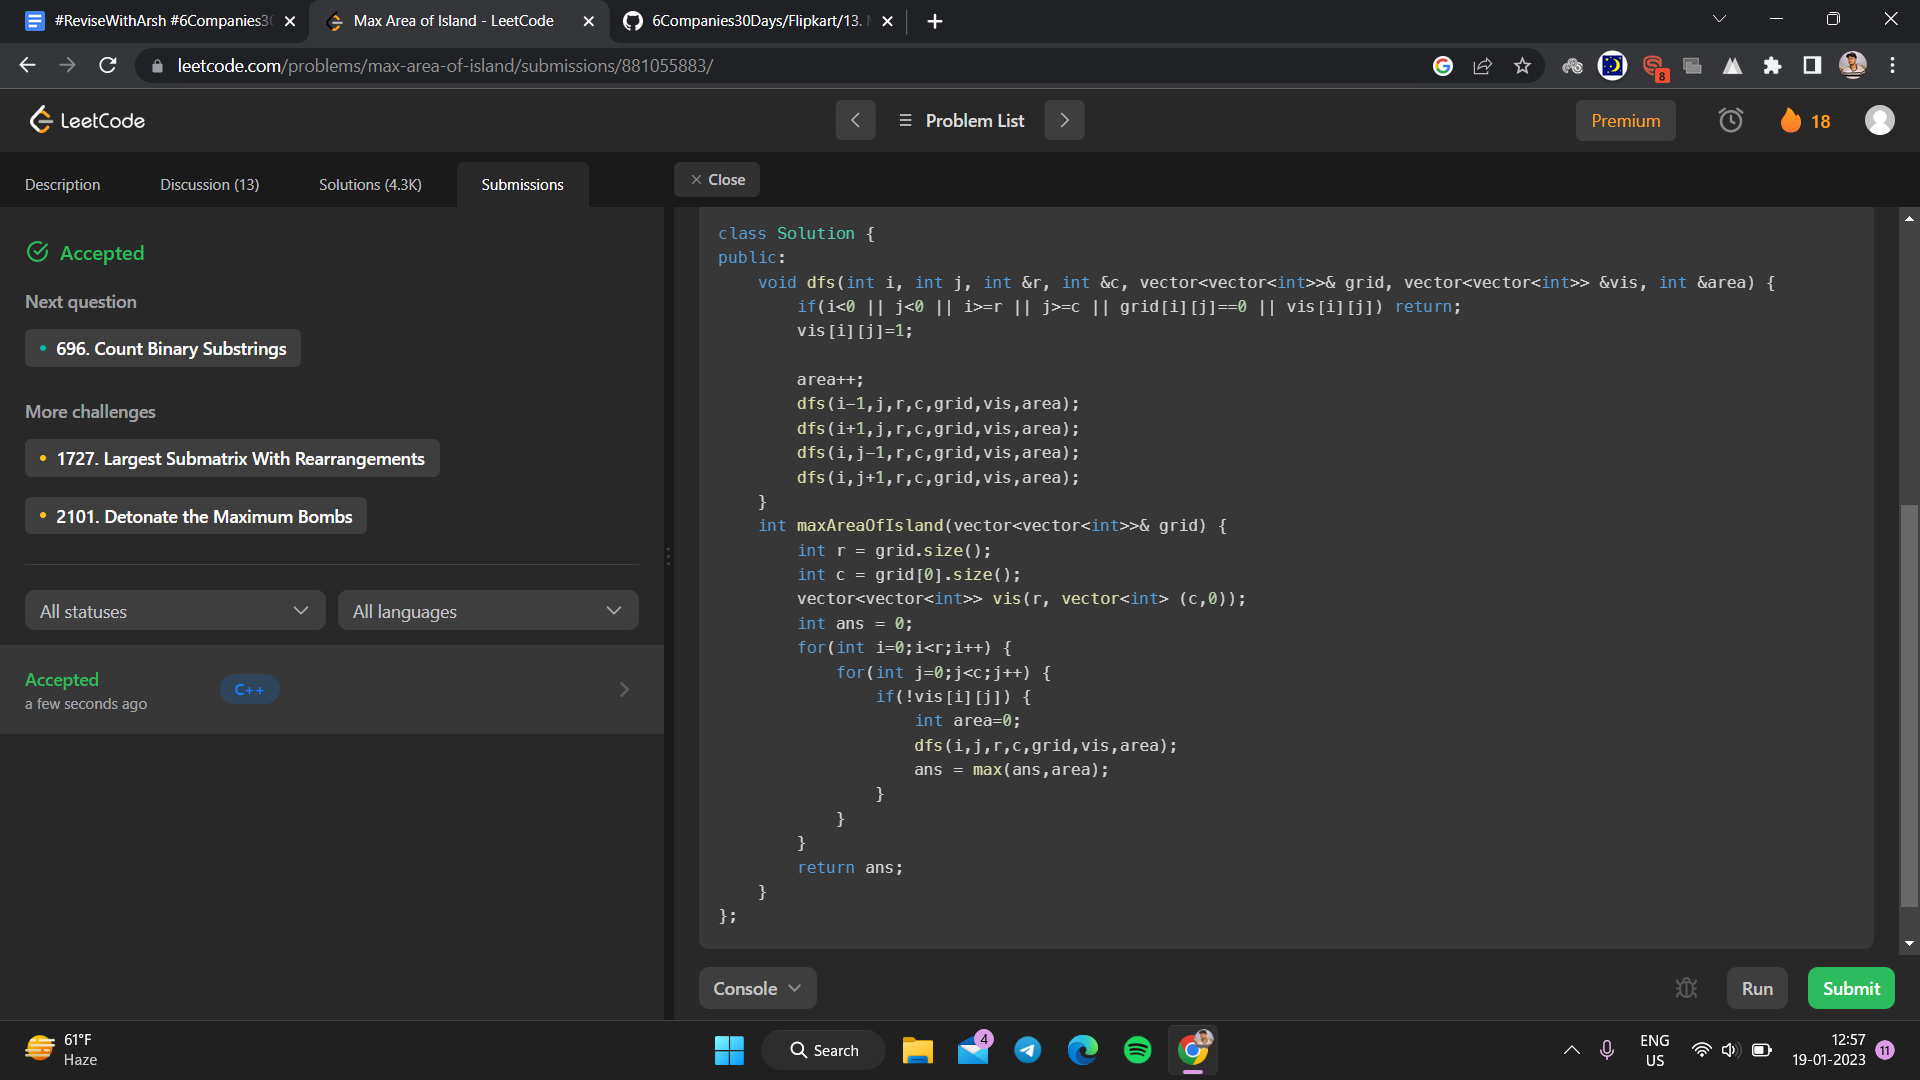 #ReviseWithArsh #6Companies30
Max Area of Island - LeetCode
6Companies30Days/Flipkart/13.
leetcode.com/problems/max-area-of-island/submissions/881055883/
8
LeetCode
Problem List
Premium
18
Description
Discussion (13)
Solutions (4.3K)
Submissions
Close
Accepted
Next question
696. Count Binary Substrings
More challenges
1727. Largest Submatrix With Rearrangements
2101. Detonate the Maximum Bombs
All statuses
All languages
Accepted
a few seconds ago
C++
class Solution {
public:
void dfs(int i, int j, int &r, int &c, vector<vector<int>>& grid, vector<vector<int>> &vis, int &area) {
if(i<0 || j<0 || i>=r || j>=c || grid[i][j]==0 || vis[i][j]) return;
vis[i][j]=1;
area++;
dfs(i-1,j,r,c,grid,vis,area);
dfs(i+1,j,r,c,grid,vis,area);
dfs(i,j-1,r,c,grid,vis,area);
dfs(i,j+1,r,c,grid,vis,area);
}
int maxAreaOfIsland(vector<vector<int>>& grid) {
int r = grid.size();
int c = grid[0].size();
vector<vector<int>> vis(r, vector<int> (c,0));
int ans = 0;
for(int i=0;i<r;i++) {
for(int j=0;j<c;j++) {
if(!vis[i][j]) {
int area=0;
dfs(i,j,r,c,grid,vis,area);
ans = max(ans,area);
}
}
}
return ans;
}
};
Console
Run
Submit
61°F
Haze
Search
4
ENG
US
12:57
19-01-2023
11